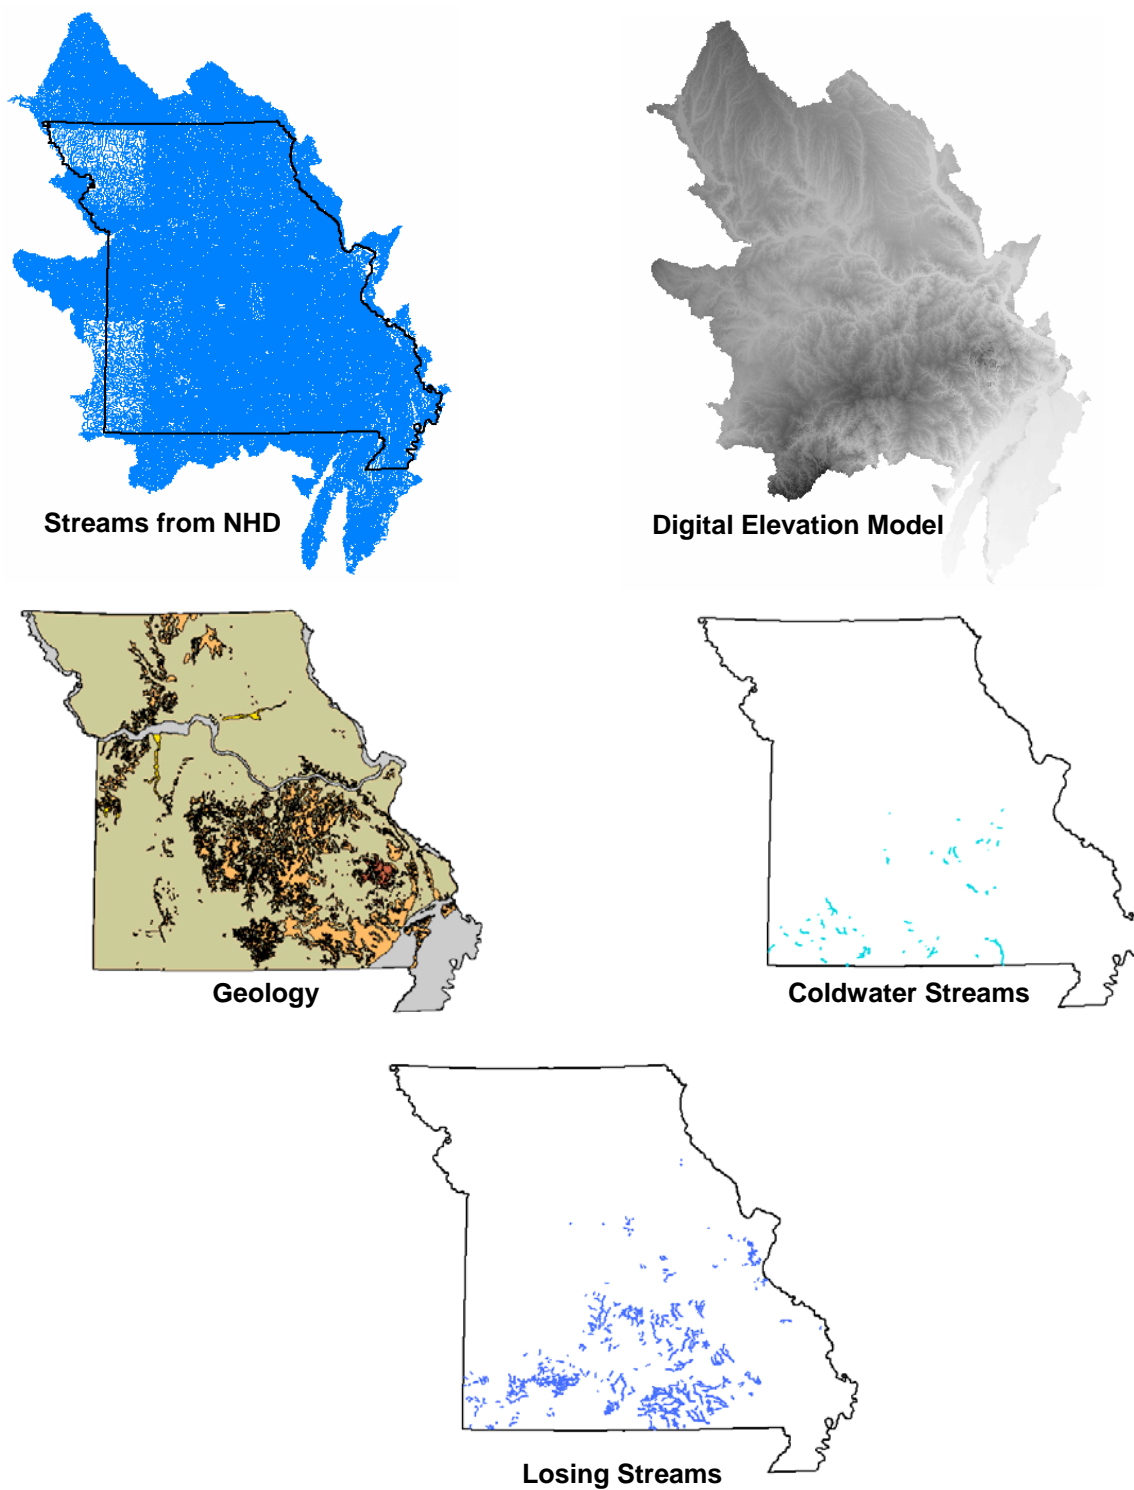 Streams from NHD
Digital Elevation Model
Geology
Coldwater Streams
Losing Streams